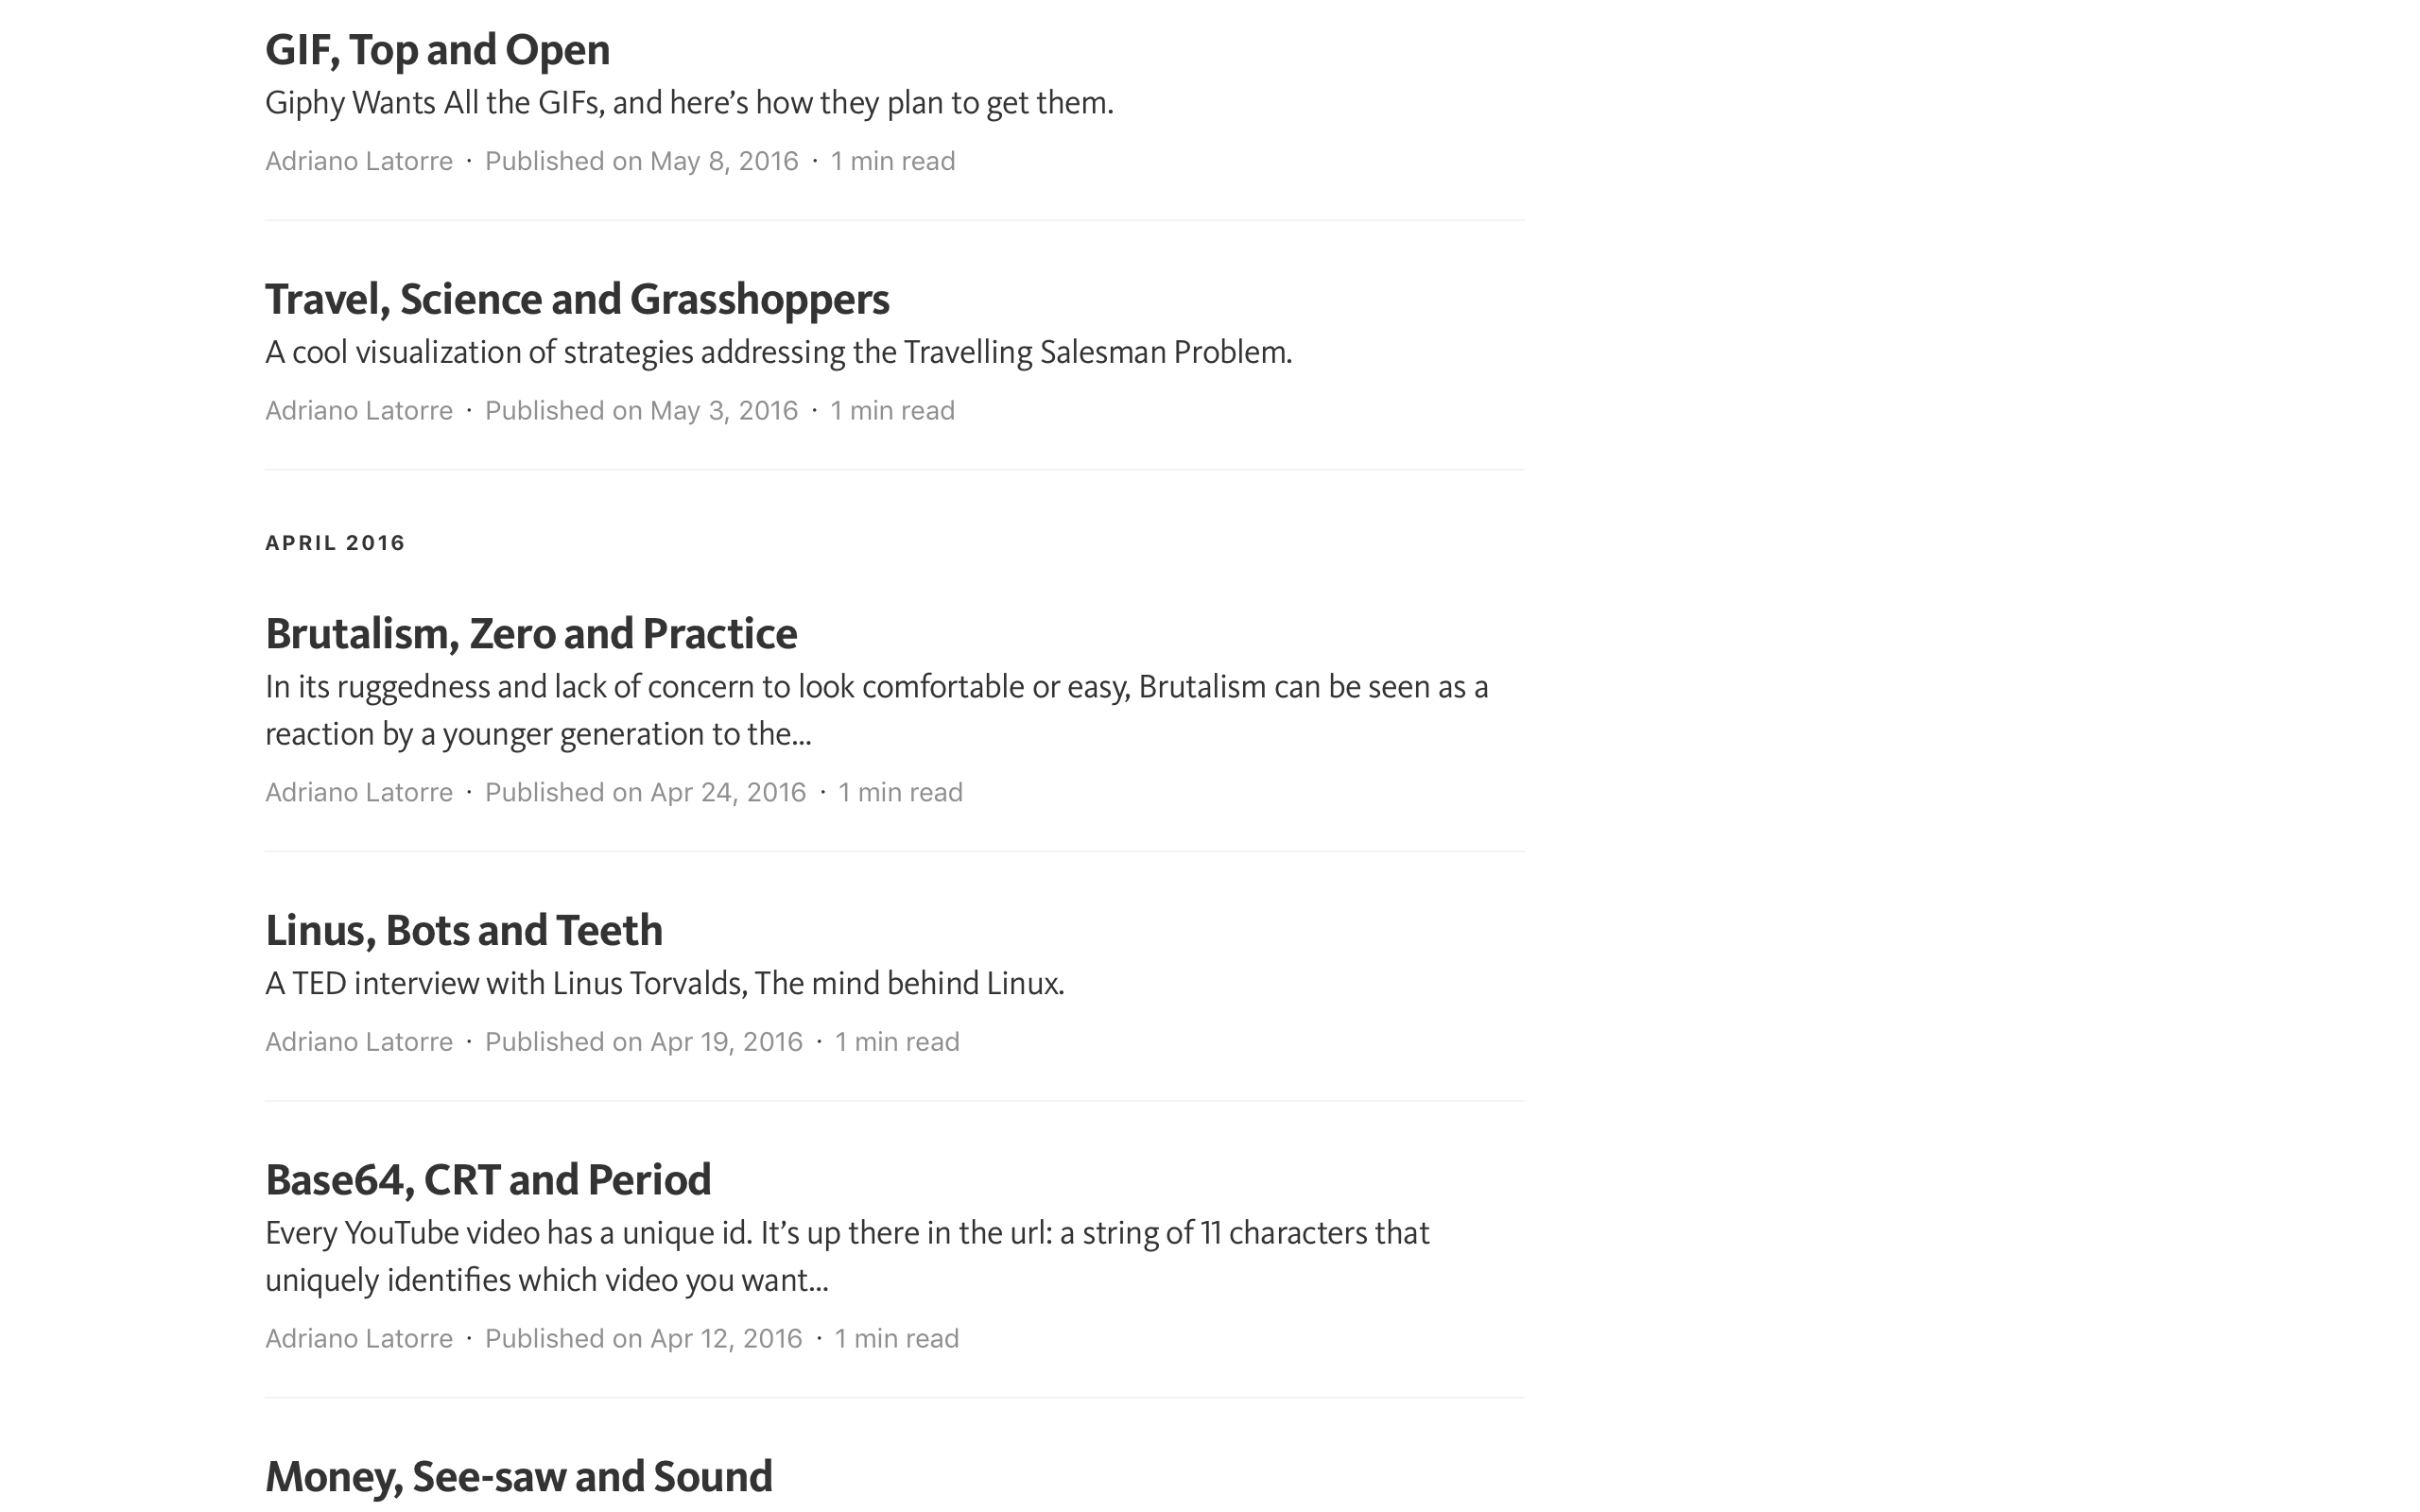 GIF, Top and Open
Giphy Wants All the GIFs, and here’s how they plan to get them.
Adriano Latorre · Published on May 8, 2016 · 1 min read
Travel, Science and Grasshoppers
A cool visualization of strategies addressing the Travelling Salesman Problem.
Adriano Latorre · Published on May 3, 2016 · 1 min read
APRIL 2016
Brutalism, Zero and Practice
In its ruggedness and lack of concern to look comfortable or easy, Brutalism can be seen as a
reaction by a younger generation to the...
Adriano Latorre · Published on Apr 24, 2016 · 1 min read
Linus, Bots and Teeth
A TED interview with Linus Torvalds, The mind behind Linux.
Adriano Latorre · Published on Apr 19, 2016 · 1 min read
Base64, CRT and Period
Every YouTube video has a unique id. It’s up there in the url: a string of 11 characters that
uniquely identifies which video you want...
Adriano Latorre · Published on Apr 12, 2016 · 1 min read
Money, See-saw and Sound